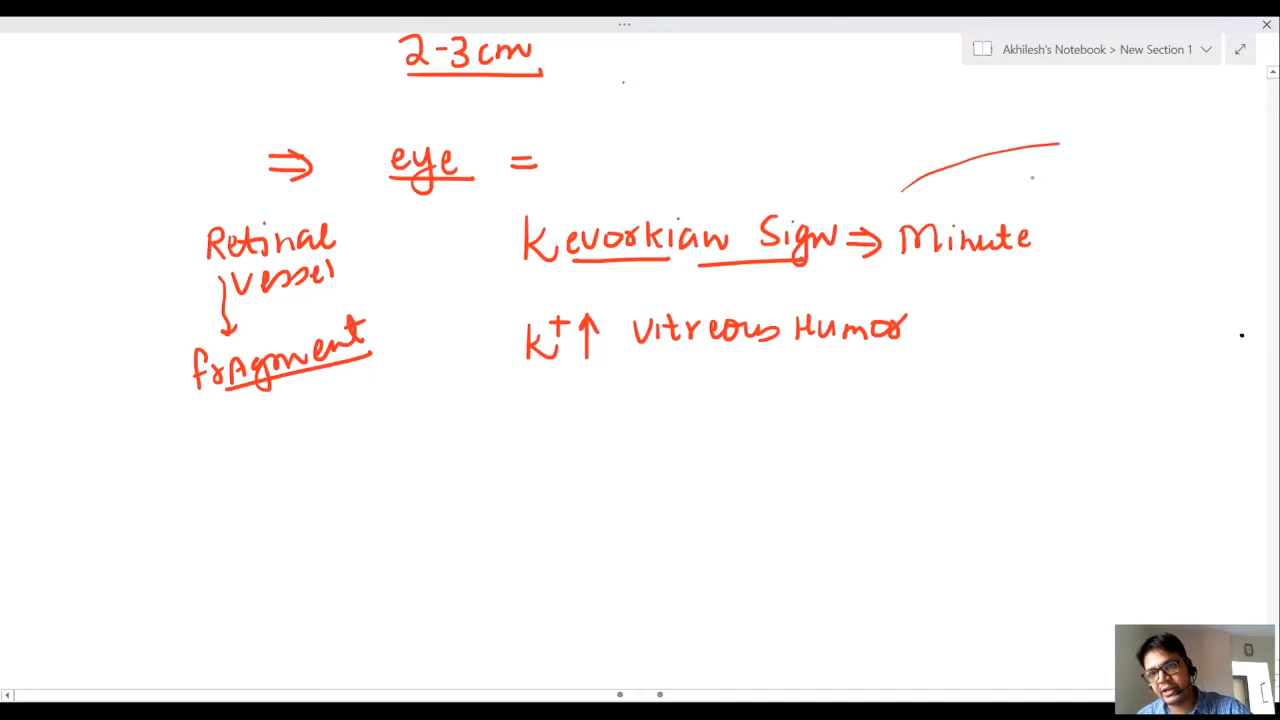 2-3cm
Akhilesh's Notebook > New Section 1
⇒ eye =
Retinal
Vessel
↓
fragment
Kevorkian Sign ⇒ Minute
K+↑ Vitreous Humor